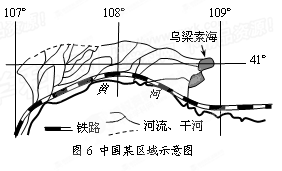 107° 108° 109°
乌梁素海
41°
黄 河
铁路 河流、干河
图 6 中国某区域示意图